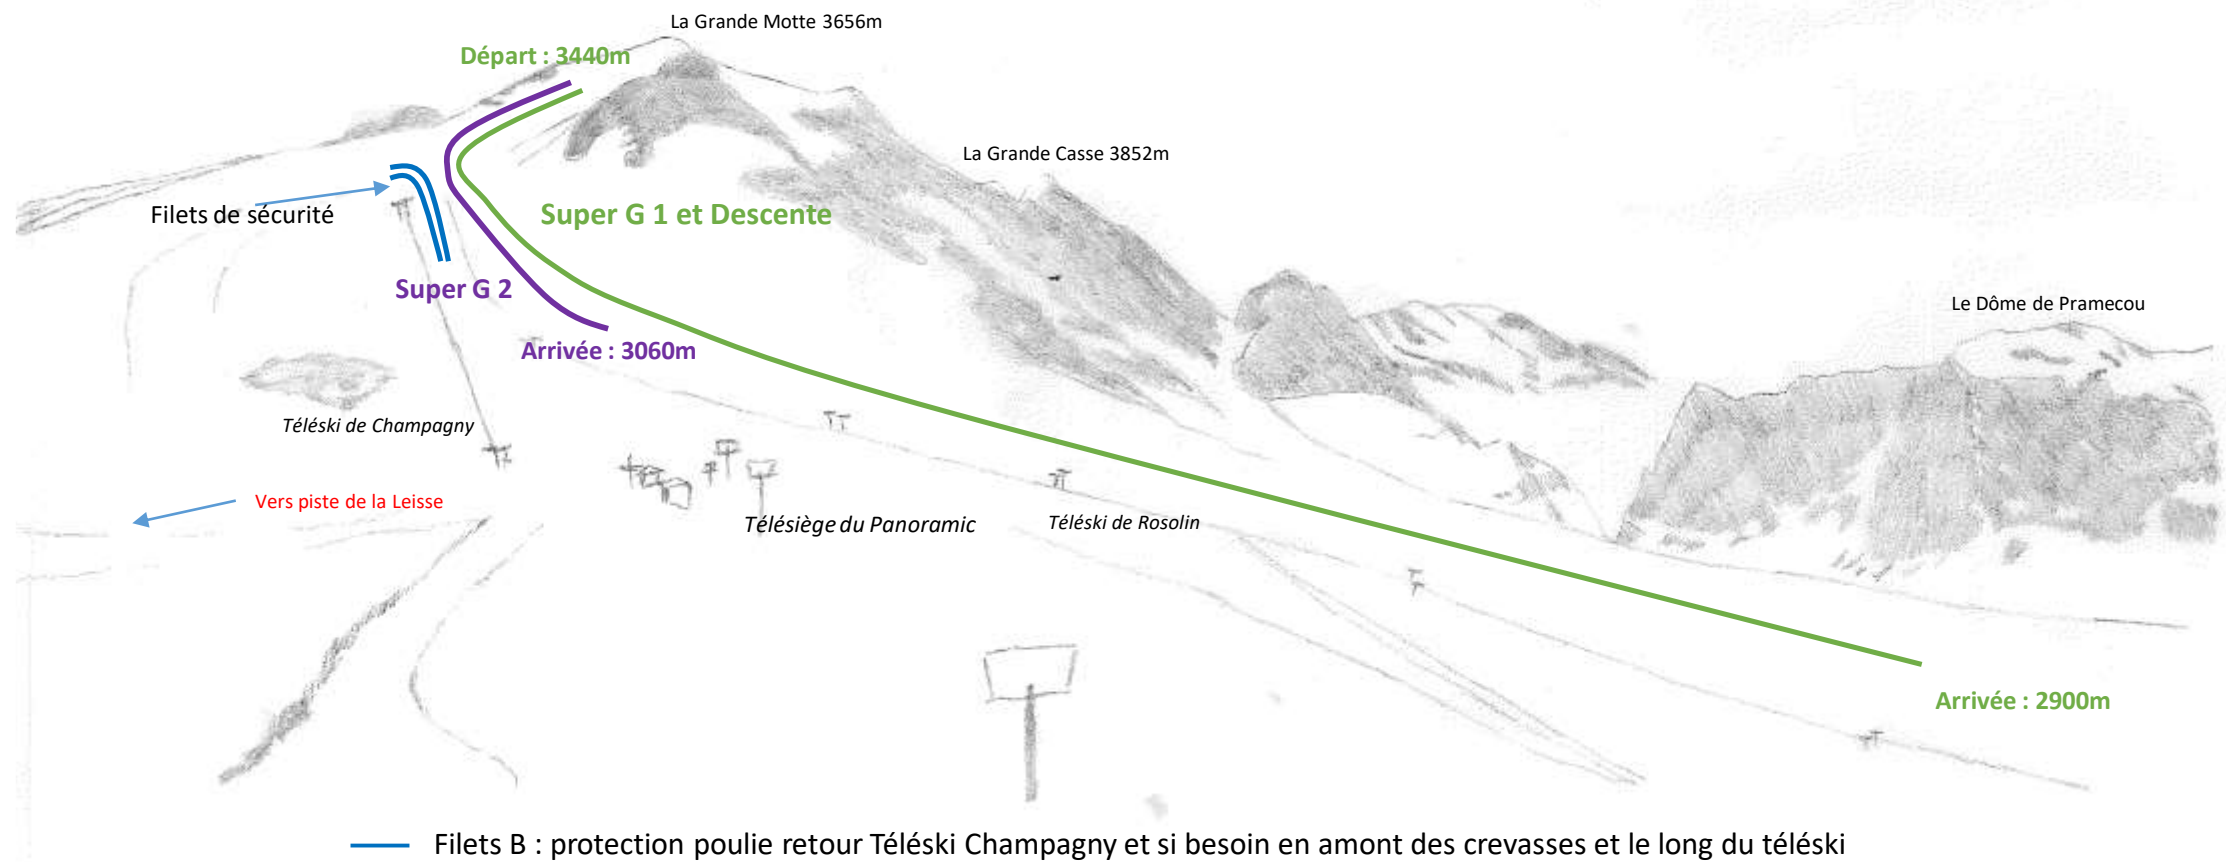 La Grande Motte 3656m
Départ : 3440m
La Grande Casse 3852m
Filets de sécurité
Super G 1 et Descente
Super G 2
Le Dôme de Pramecou
Arrivée : 3060m
Téléski de Champagny
Vers piste de la Leisse
Télésiège du Panoramic
Téléski de Rosolin
Arrivée : 2900m
Filets B : protection poulie retour Téléski Champagny et si besoin en amont des crevasses et le long du téléski